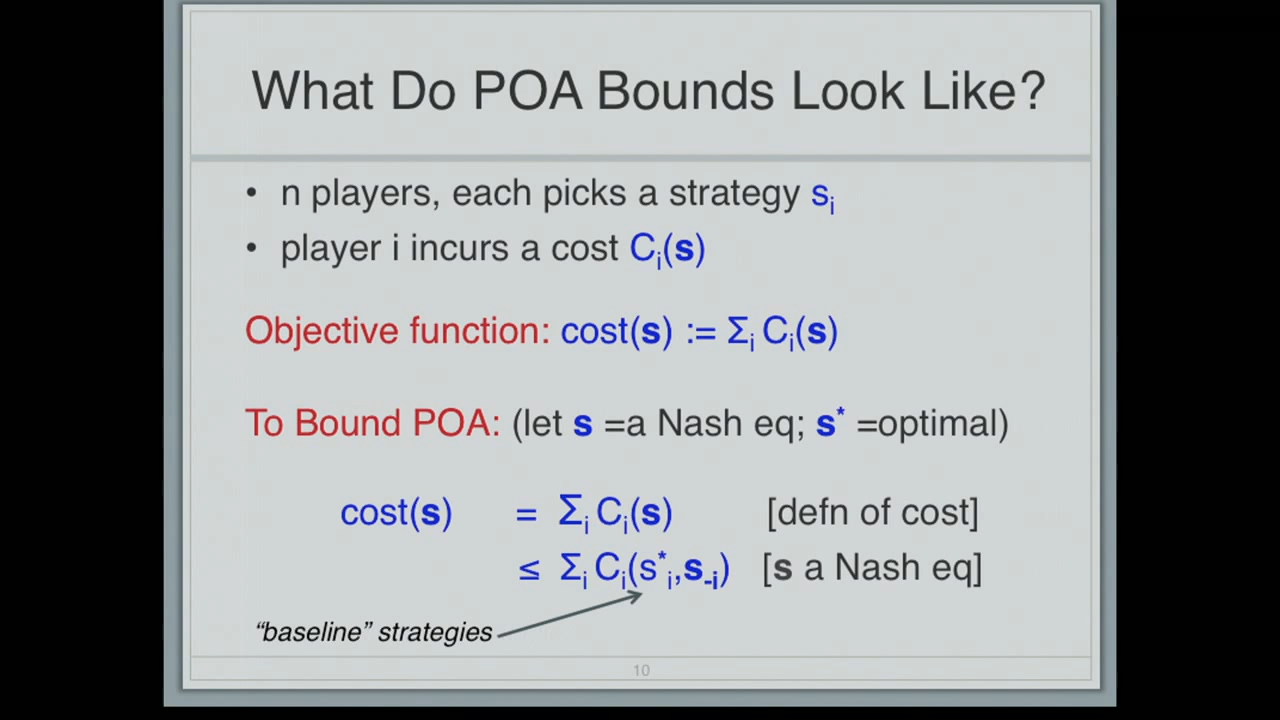 What Do POA Bounds Look Like?
• n players, each picks a strategy sᵢ
• player i incurs a cost Cᵢ(s)
Objective function: cost(s) := Σᵢ Cᵢ(s)
To Bound POA: (let s =a Nash eq; s* =optimal)
cost(s) = Σᵢ Cᵢ(s) [defn of cost]
≤ Σᵢ Cᵢ(s*ᵢ,s₋ᵢ) [s a Nash eq]
“baseline” strategies
10